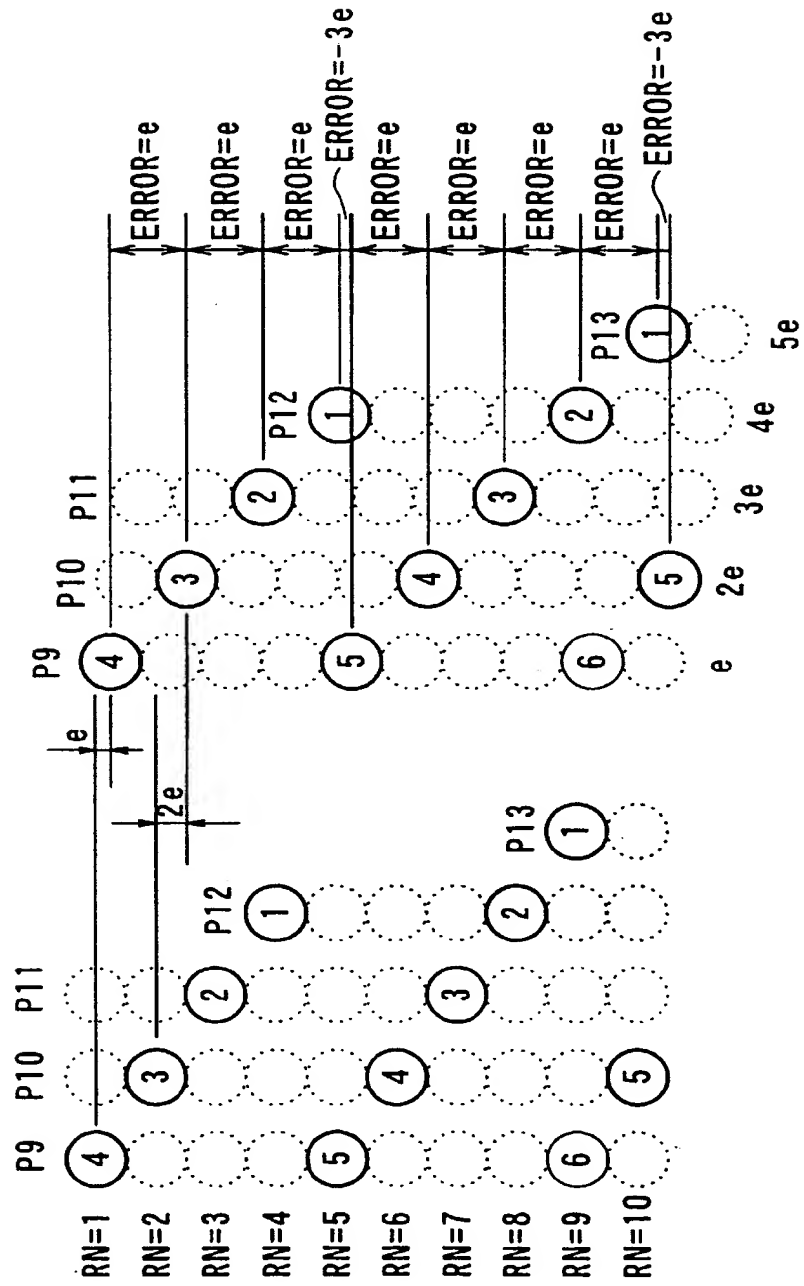 P9 P10 P11 P12 P13
RN=1 4
RN=2 3
RN=3 2
RN=4 1
RN=5 5
RN=6 4
RN=7 3
RN=8 2
RN=9 6 1
RN=10 5
e
2e
P9 P10 P11 P12 P13
4
3
2
1
5
4
3
2
6
1
5
e 2e 3e 4e 5e
ERROR=e
ERROR=e
ERROR=e
ERROR=-3e
ERROR=e
ERROR=e
ERROR=e
ERROR=e
ERROR=-3e